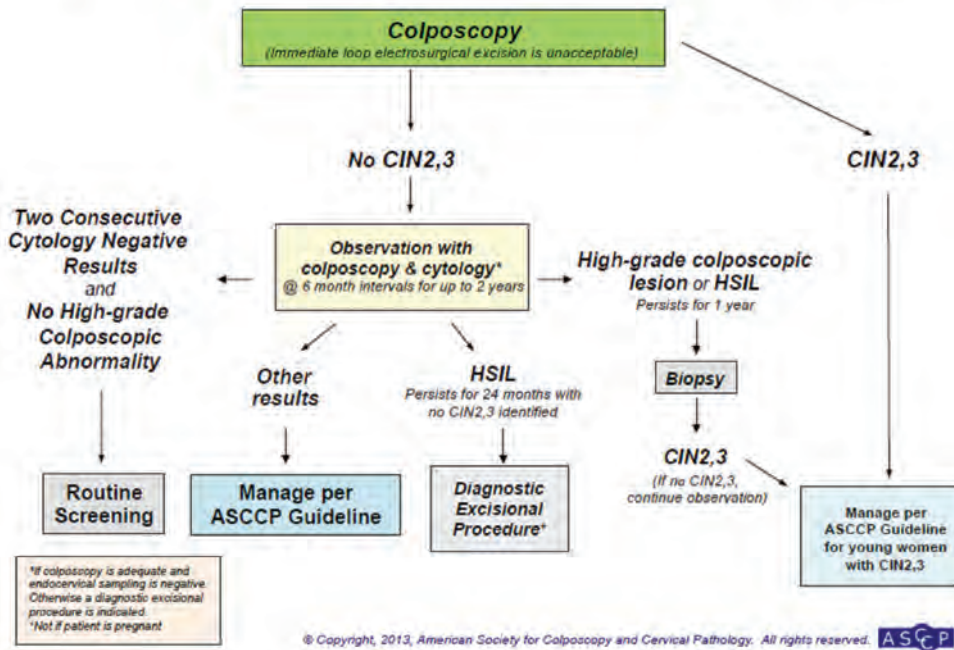 Colposcopy
(Immediate loop electrosurgical excision is unacceptable)
No CIN2,3
CIN2,3
Two Consecutive
Cytology Negative
Results
and
No High-grade
Colposcopic
Abnormality
Observation with
colposcopy & cytology*
@ 6 month intervals for up to 2 years
High-grade colposcopic
lesion or HSIL
Persists for 1 year
Other
results
HSIL
Persists for 24 months with
no CIN2,3 identified
Biopsy
CIN2,3
(If no CIN2,3,
continue observation)
Routine
Screening
Manage per
ASCCP Guideline
Diagnostic
Excisional
Procedure+
Manage per
ASCCP Guideline
for young women
with CIN2,3
*If colposcopy is adequate and
endocervical sampling is negative.
Otherwise a diagnostic excisional
procedure is indicated.
+Not if patient is pregnant
© Copyright, 2013, American Society for Colposcopy and Cervical Pathology. All rights reserved.
ASCCP